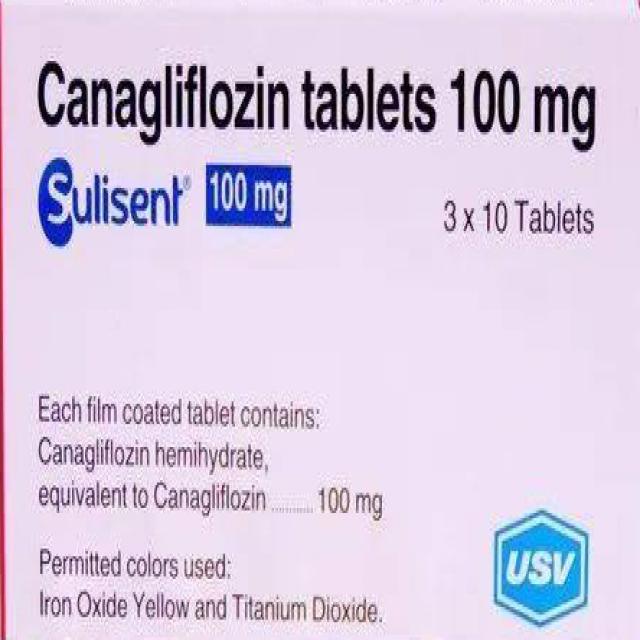 Canagliflozin tablets 100 mg
Sulisent® 100 mg
3 x 10 Tablets
Each film coated tablet contains:
Canagliflozin hemihydrate,
equivalent to Canagliflozin ........... 100 mg
Permitted colors used:
Iron Oxide Yellow and Titanium Dioxide.
USV